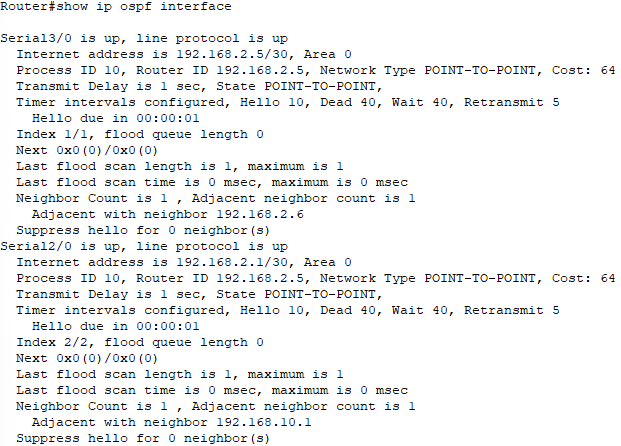 Router#show ip ospf interface

Serial3/0 is up, line protocol is up
  Internet address is 192.168.2.5/30, Area 0
  Process ID 10, Router ID 192.168.2.5, Network Type POINT-TO-POINT, Cost: 64
  Transmit Delay is 1 sec, State POINT-TO-POINT,
  Timer intervals configured, Hello 10, Dead 40, Wait 40, Retransmit 5
    Hello due in 00:00:01
  Index 1/1, flood queue length 0
  Next 0x0(0)/0x0(0)
  Last flood scan length is 1, maximum is 1
  Last flood scan time is 0 msec, maximum is 0 msec
  Neighbor Count is 1 , Adjacent neighbor count is 1
    Adjacent with neighbor 192.168.2.6
  Suppress hello for 0 neighbor(s)
Serial2/0 is up, line protocol is up
  Internet address is 192.168.2.1/30, Area 0
  Process ID 10, Router ID 192.168.2.5, Network Type POINT-TO-POINT, Cost: 64
  Transmit Delay is 1 sec, State POINT-TO-POINT,
  Timer intervals configured, Hello 10, Dead 40, Wait 40, Retransmit 5
    Hello due in 00:00:01
  Index 2/2, flood queue length 0
  Next 0x0(0)/0x0(0)
  Last flood scan length is 1, maximum is 1
  Last flood scan time is 0 msec, maximum is 0 msec
  Neighbor Count is 1 , Adjacent neighbor count is 1
    Adjacent with neighbor 192.168.10.1
  Suppress hello for 0 neighbor(s)